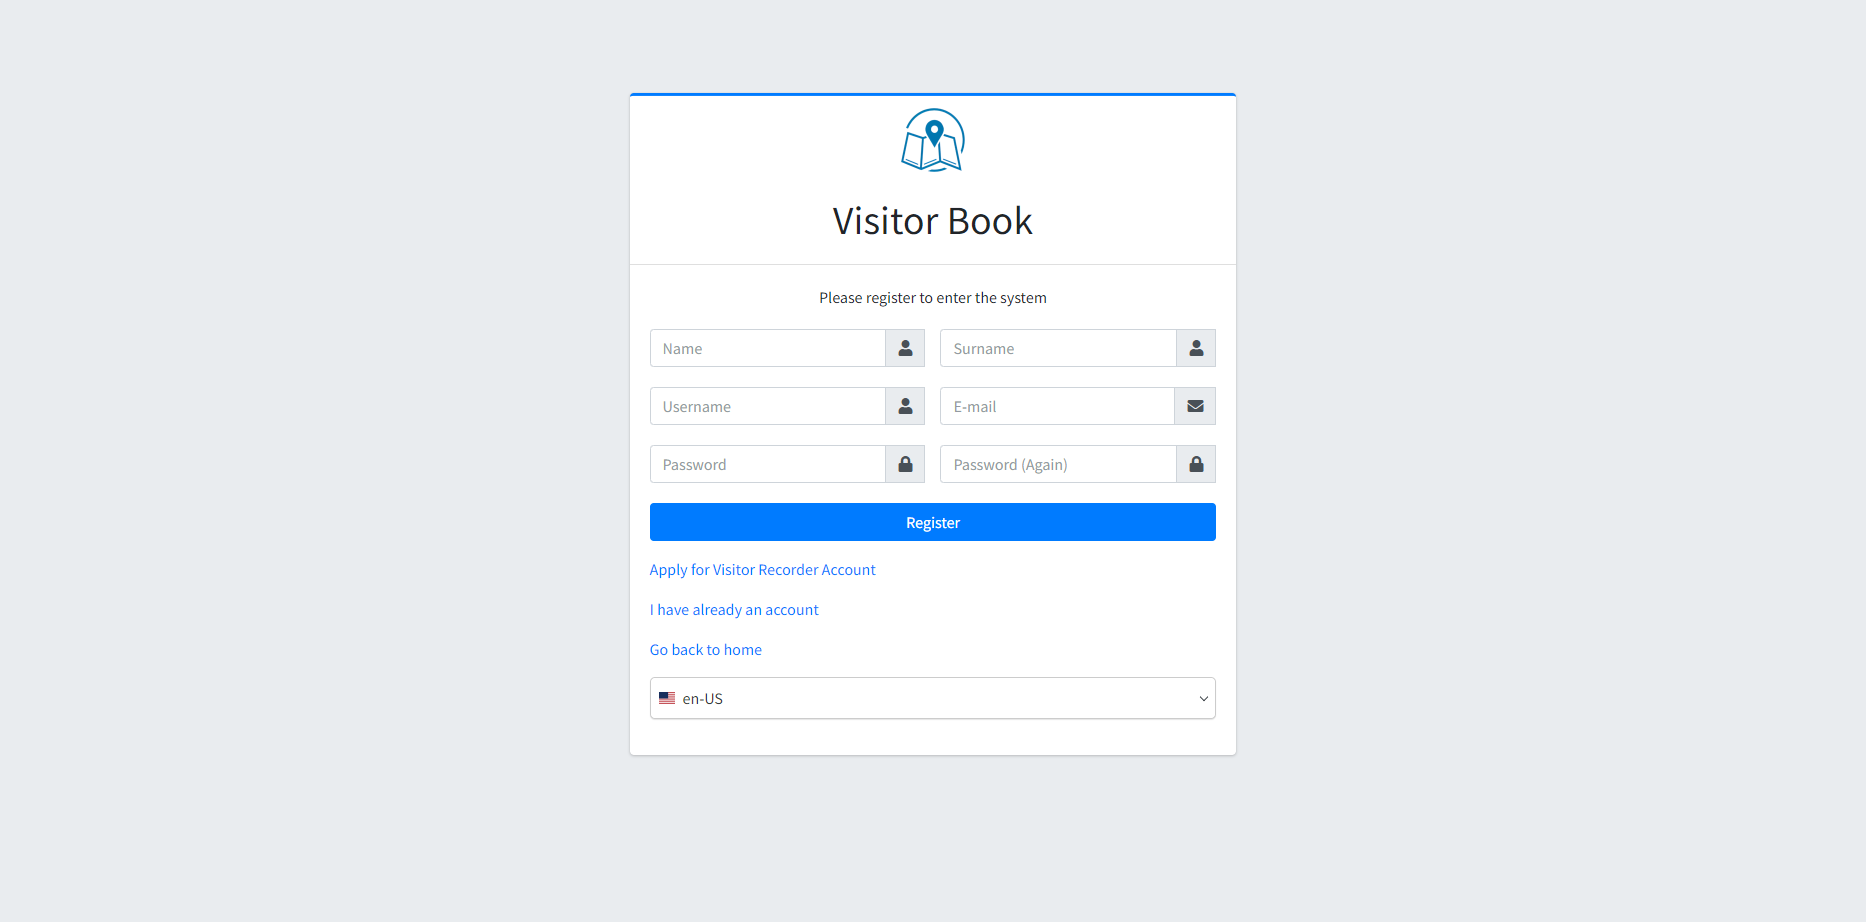 Visitor Book
Please register to enter the system
Name
Surname
Username
E-mail
Password
Password (Again)
Register
Apply for Visitor Recorder Account
I have already an account
Go back to home
en-US